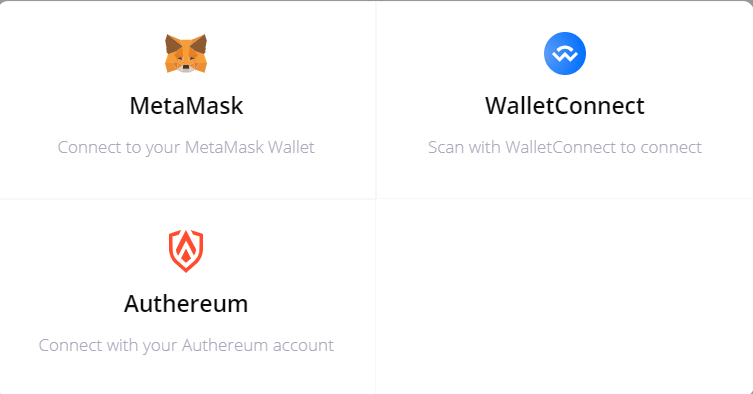 MetaMask
Connect to your MetaMask Wallet
WalletConnect
Scan with WalletConnect to connect
Authereum
Connect with your Authereum account